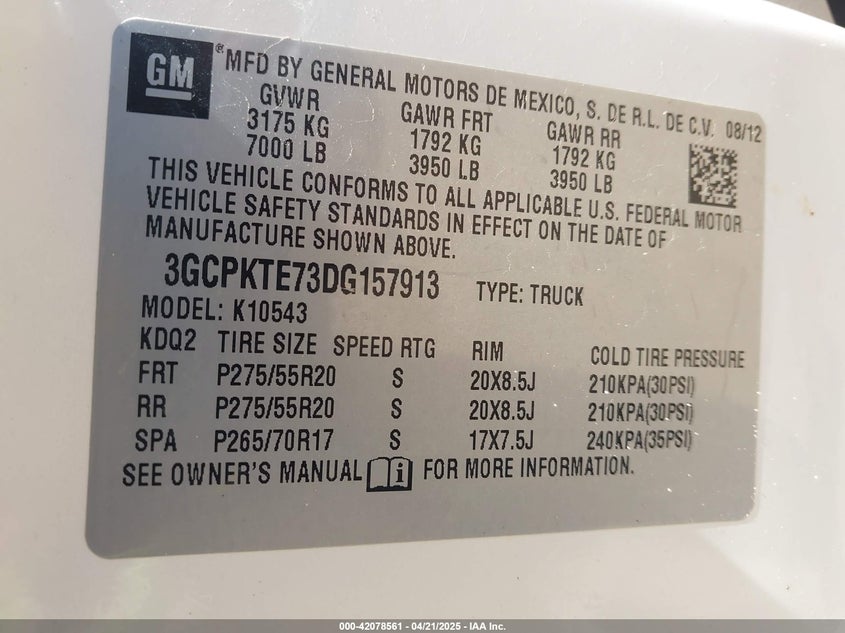 GM
® MFD BY GENERAL MOTORS DE MEXICO, S. DE R.L. DE C.V. 08/12
GVWR GAWR FRT GAWR RR
3175 KG 1792 KG 1792 KG
7000 LB 3950 LB 3950 LB
THIS VEHICLE CONFORMS TO ALL APPLICABLE U.S. FEDERAL MOTOR
VEHICLE SAFETY STANDARDS IN EFFECT ON THE DATE OF
MANUFACTURE SHOWN ABOVE.
3GCPKTE73DG157913 TYPE: TRUCK
MODEL: K10543
KDQ2 TIRE SIZE SPEED RTG RIM COLD TIRE PRESSURE
FRT P275/55R20 S 20X8.5J 210KPA(30PSI)
RR P275/55R20 S 20X8.5J 210KPA(30PSI)
SPA P265/70R17 S 17X7.5J 240KPA(35PSI)
SEE OWNER'S MANUAL FOR MORE INFORMATION.
000-42078561 - 04/21/2025 - IAA Inc.